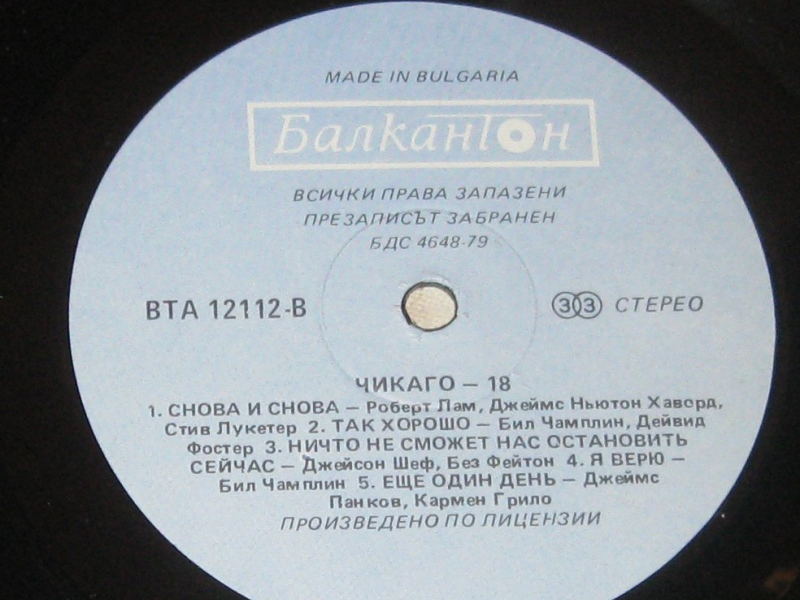 MADE IN BULGARIA
Балкантон
ВСИЧКИ ПРАВА ЗАПАЗЕНИ
ПРЕЗАПИСЪТ ЗАБРАНЕН
БДС 4648-79
ВТА 12112-В
33 СТЕРЕО
ЧИКАГО – 18
1. СНОВА И СНОВА – Роберт Лам, Джеймс Ньютон Хаворд,
Стив Лукетер 2. ТАК ХОРОШО – Бил Чамплин, Дейвид
Фостер 3. НИЧТО НЕ СМОЖЕТ НАС ОСТАНОВИТЬ
СЕЙЧАС – Джейсон Шеф, Без Фейтон 4. Я ВЕРЮ –
Бил Чамплин 5. ЕЩЕ ОДИН ДЕНЬ – Джеймс
Панков, Кармен Грило
ПРОИЗВЕДЕНО ПО ЛИЦЕНЗИИ